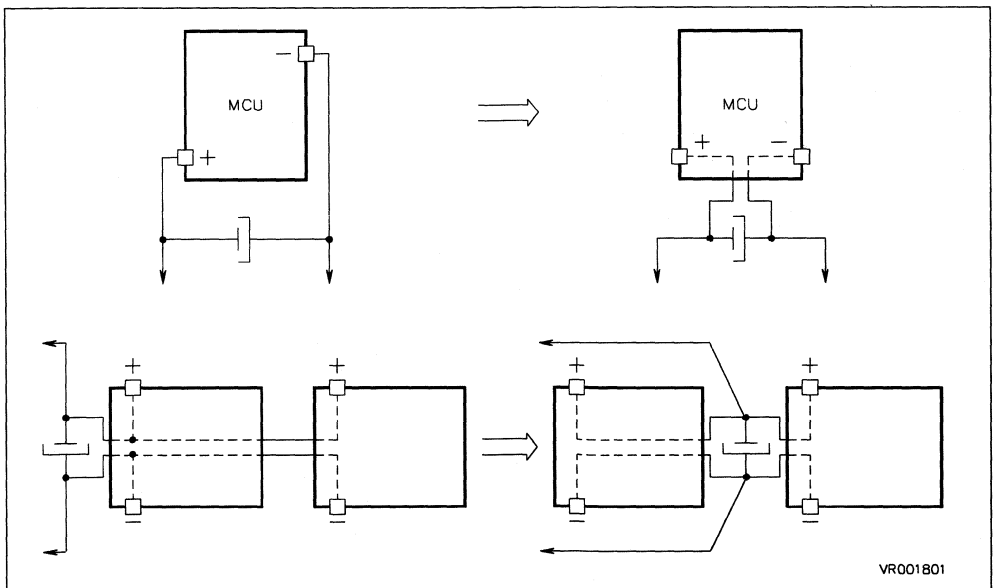 −
MCU
+
MCU
+ −
+ +
− −
+ +
− −
VR001801